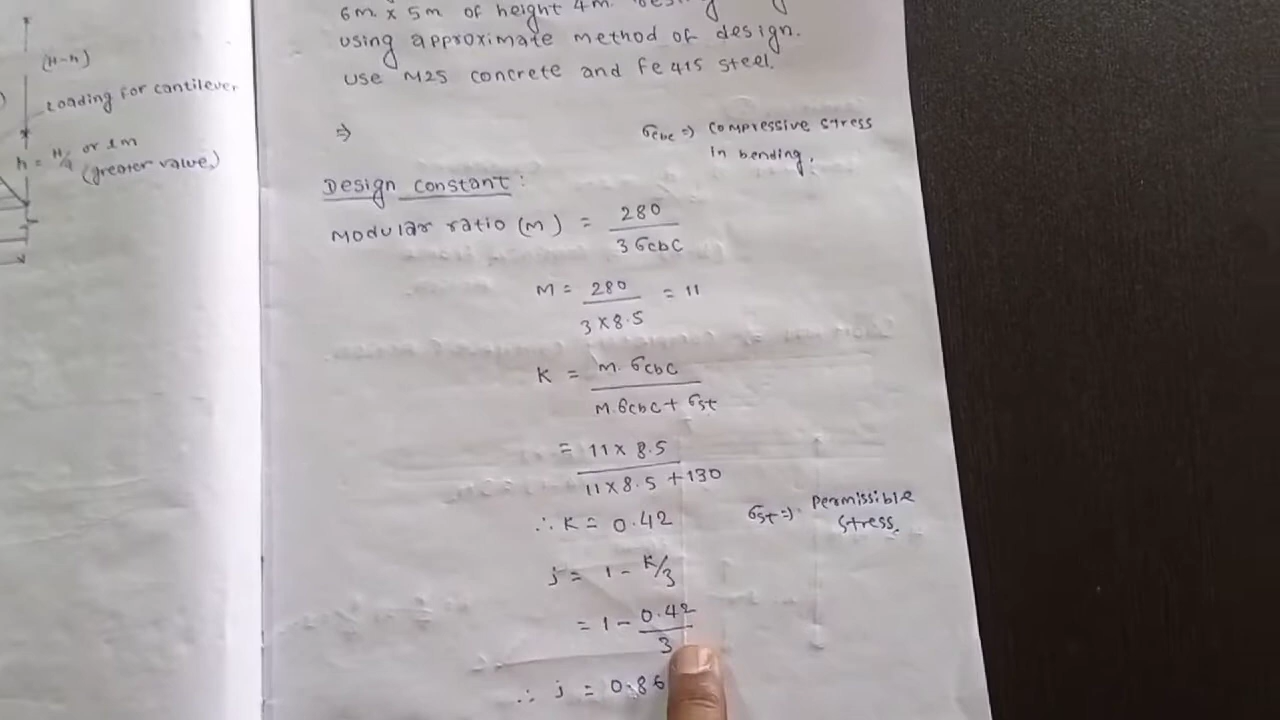 (H-h)
Loading for cantilever
h = H/4 or 1m
(greater value)
6m x 5m of height 4m.
using approximate method of design.
use M25 concrete and Fe415 steel.
⇒
σcbc ⇒ compressive stress
in bending.
Design constant:
Modular ratio (M) = 280 / 3 σcbc
M = 280 / 3×8.5 = 11
K = M.σcbc / M.σcbc + σst
= 11×8.5 / 11×8.5+130
∴ K = 0.42
σst ⇒ Permissible
stress.
j = 1 - K/3
= 1 - 0.42 / 3
∴ j = 0.86